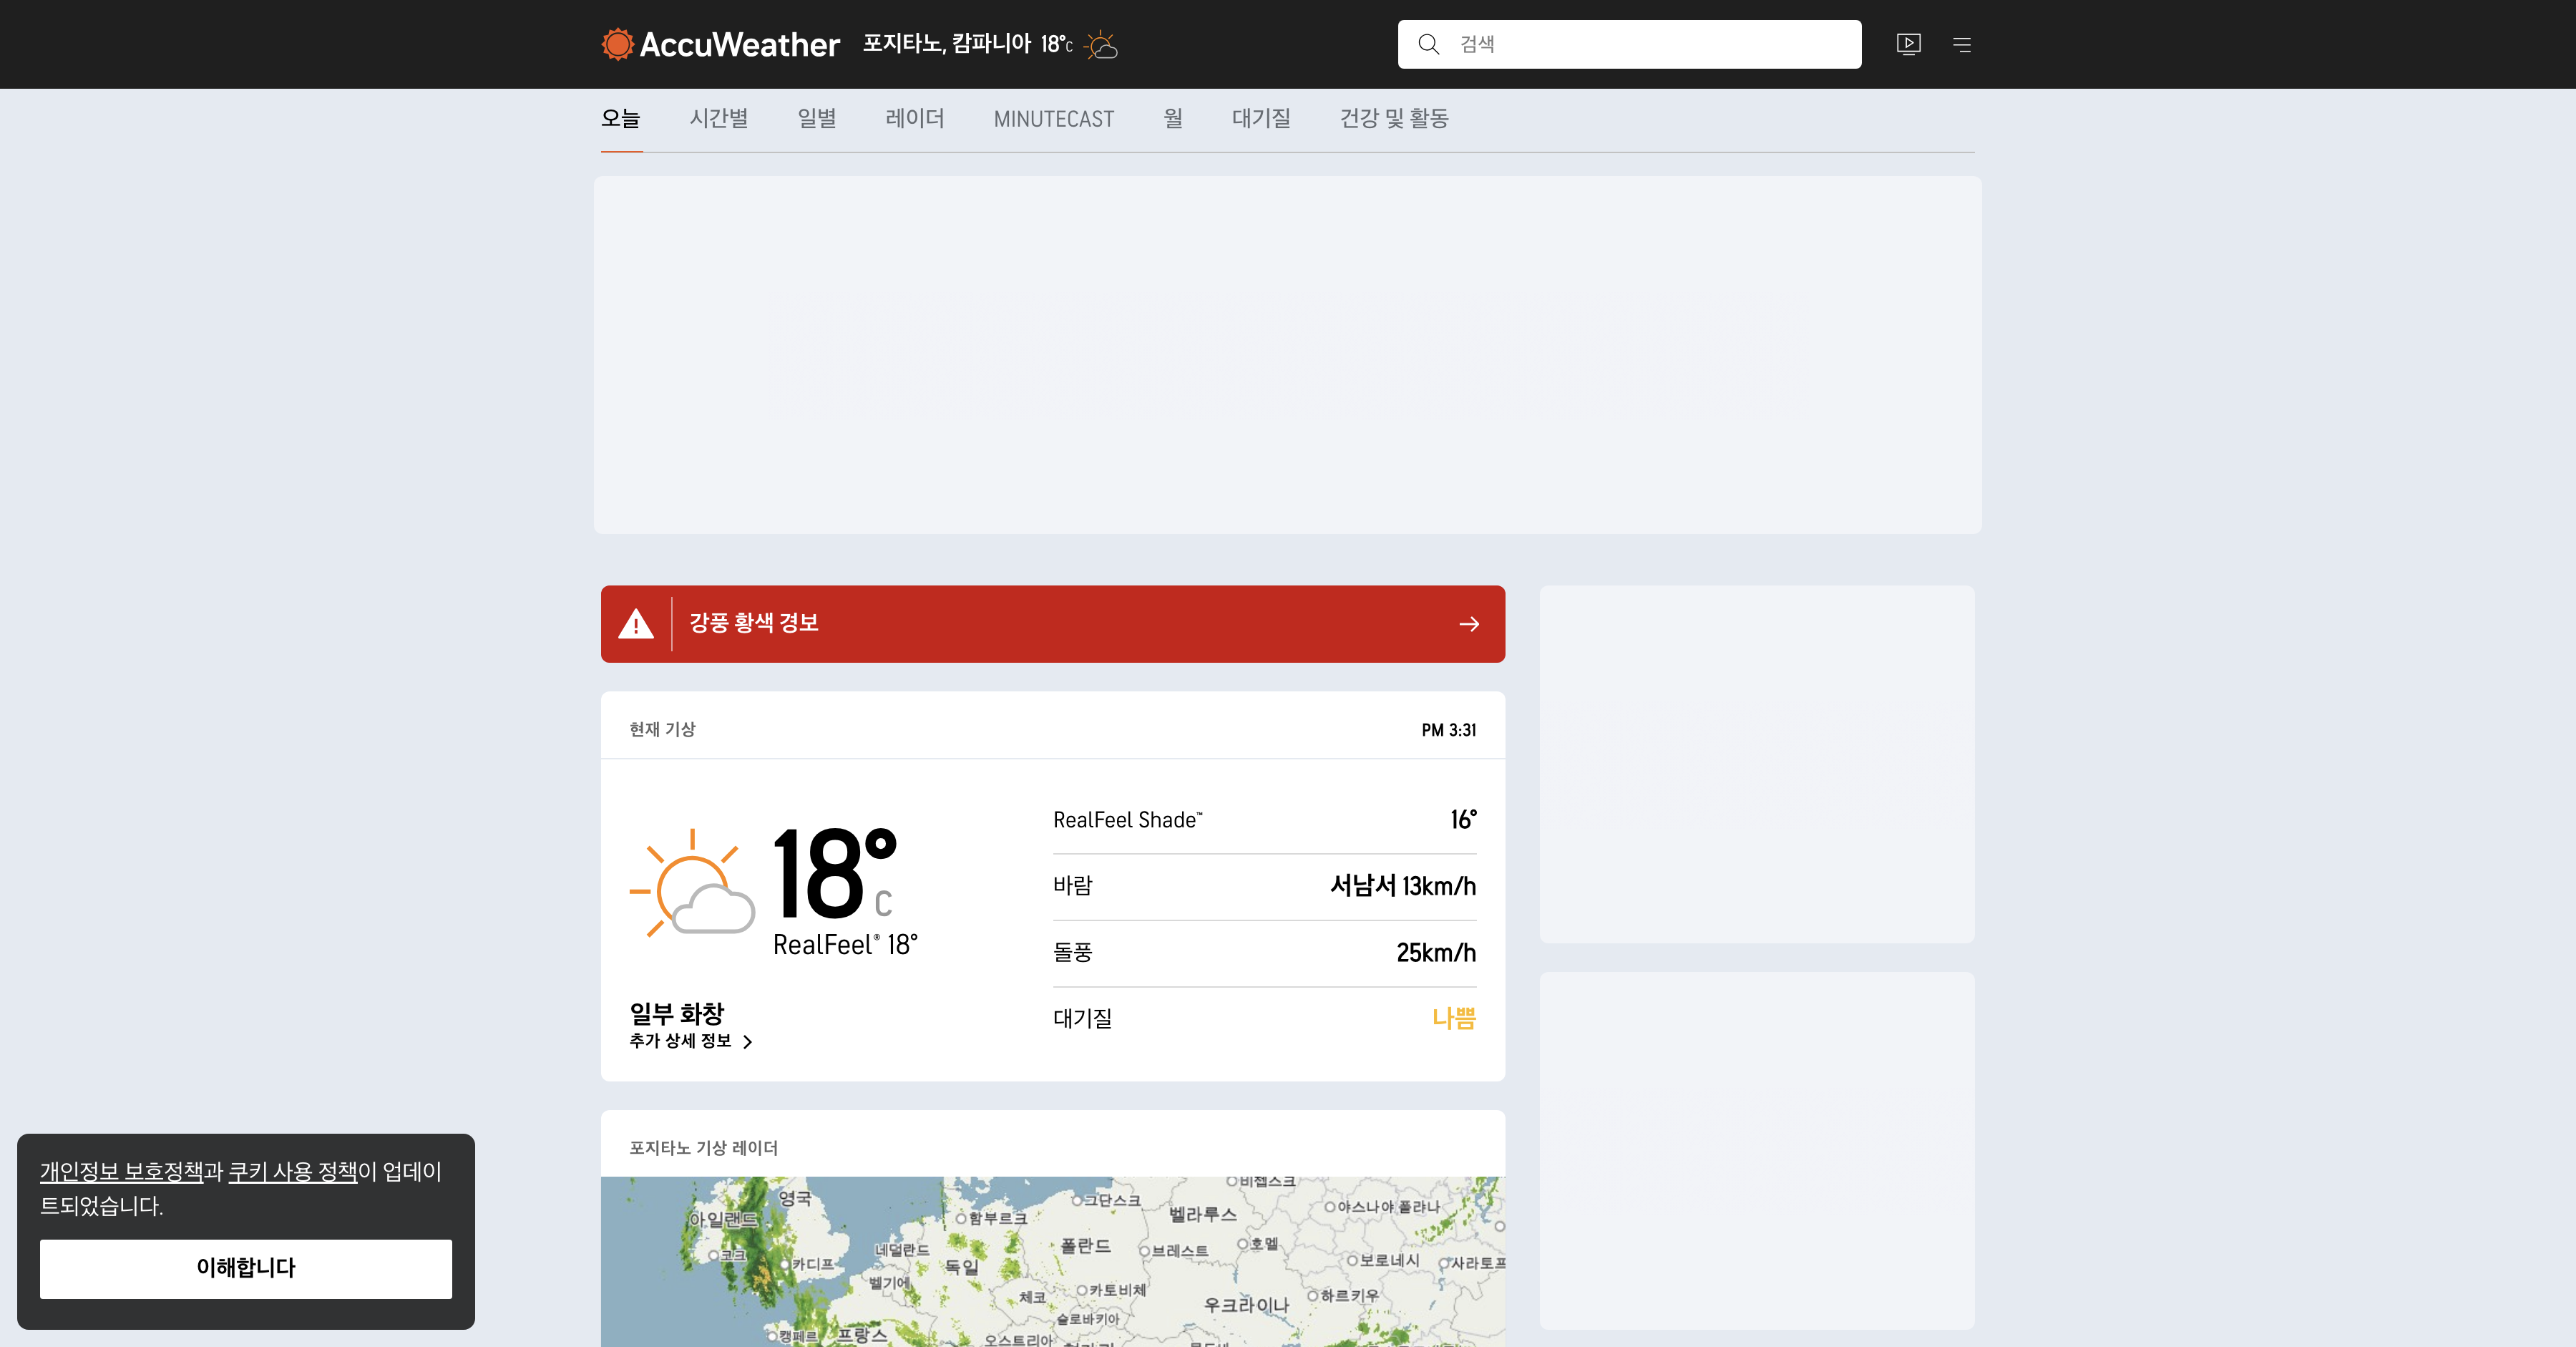 AccuWeather 포지타노, 캄파니아 18°C
검색
오늘 시간별 일별 레이더 MINUTECAST 월 대기질 건강 및 활동
강풍 황색 경보
현재 기상 PM 3:31
18° C
RealFeel® 18°
일부 화창
추가 상세 정보
RealFeel Shade™ 16°
바람 서남서 13km/h
돌풍 25km/h
대기질 나쁨
포지타노 기상 레이더
비쳅스크
영국 그단스크
아일랜드 함부르크 벨라루스 야스나야 폴랴나
코크 카디프 네덜란드 폴란드 브레스트 호멜 보로네시 사라토프
벨기에 독일
체코 카토비체 우크라이나 하르키우
슬로바키아
캥페르 프랑스 오스트리아
개인정보 보호정책과 쿠키 사용 정책이 업데이
트되었습니다.
이해합니다